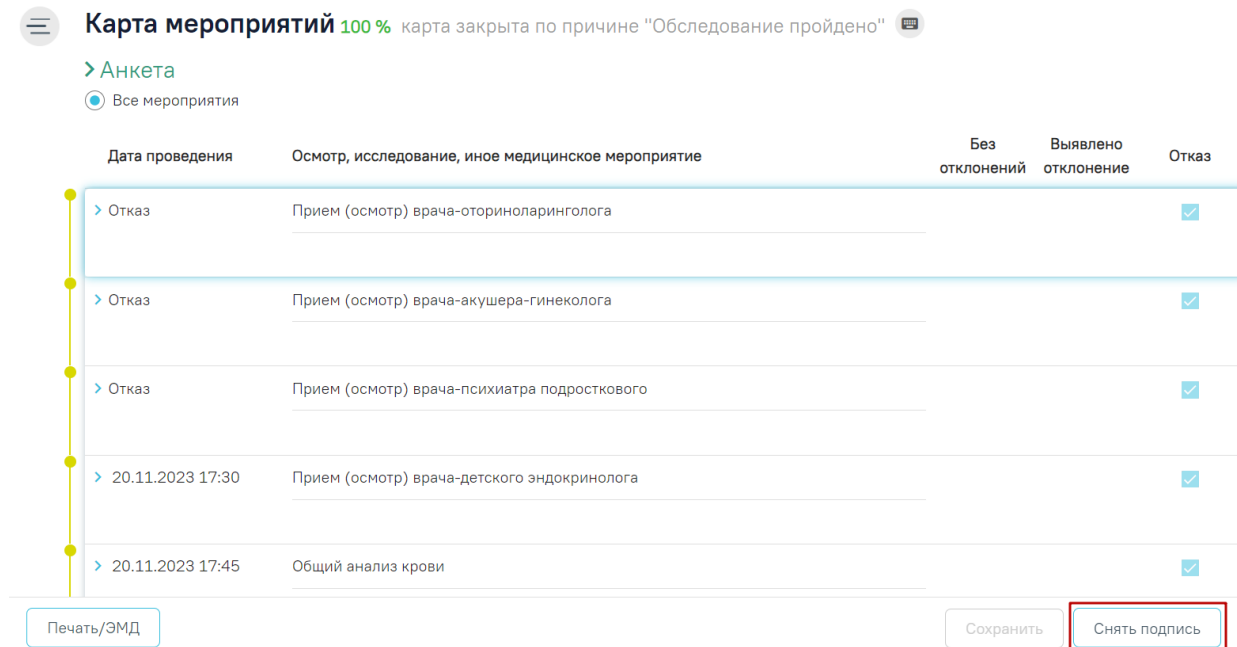 Карта мероприятий 100 % карта закрыта по причине "Обследование пройдено"
Анкета
Все мероприятия
Дата проведения Осмотр, исследование, иное медицинское мероприятие Без отклонений Выявлено отклонение Отказ
Отказ Прием (осмотр) врача-оториноларинголога
Отказ Прием (осмотр) врача-акушера-гинеколога
Отказ Прием (осмотр) врача-психиатра подросткового
20.11.2023 17:30 Прием (осмотр) врача-детского эндокринолога
20.11.2023 17:45 Общий анализ крови
Печать/ЭМД Сохранить Снять подпись